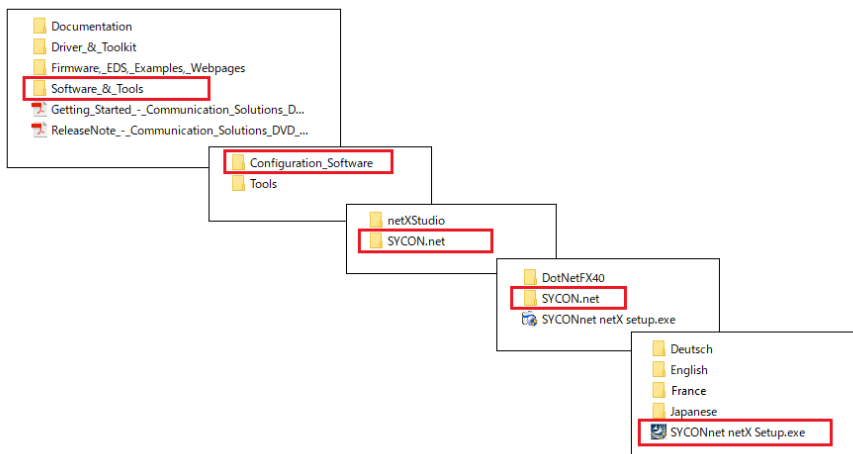 Documentation
Driver_&_Toolkit
Firmware,_EDS,_Examples,_Webpages
Software_&_Tools
Getting_Started_-_Communication_Solutions_D...
ReleaseNote_-_Communication_Solutions_DVD_...
Configuration_Software
Tools
netXStudio
SYCON.net
DotNetFX40
SYCON.net
SYCONnet netX setup.exe
Deutsch
English
France
Japanese
SYCONnet netX Setup.exe